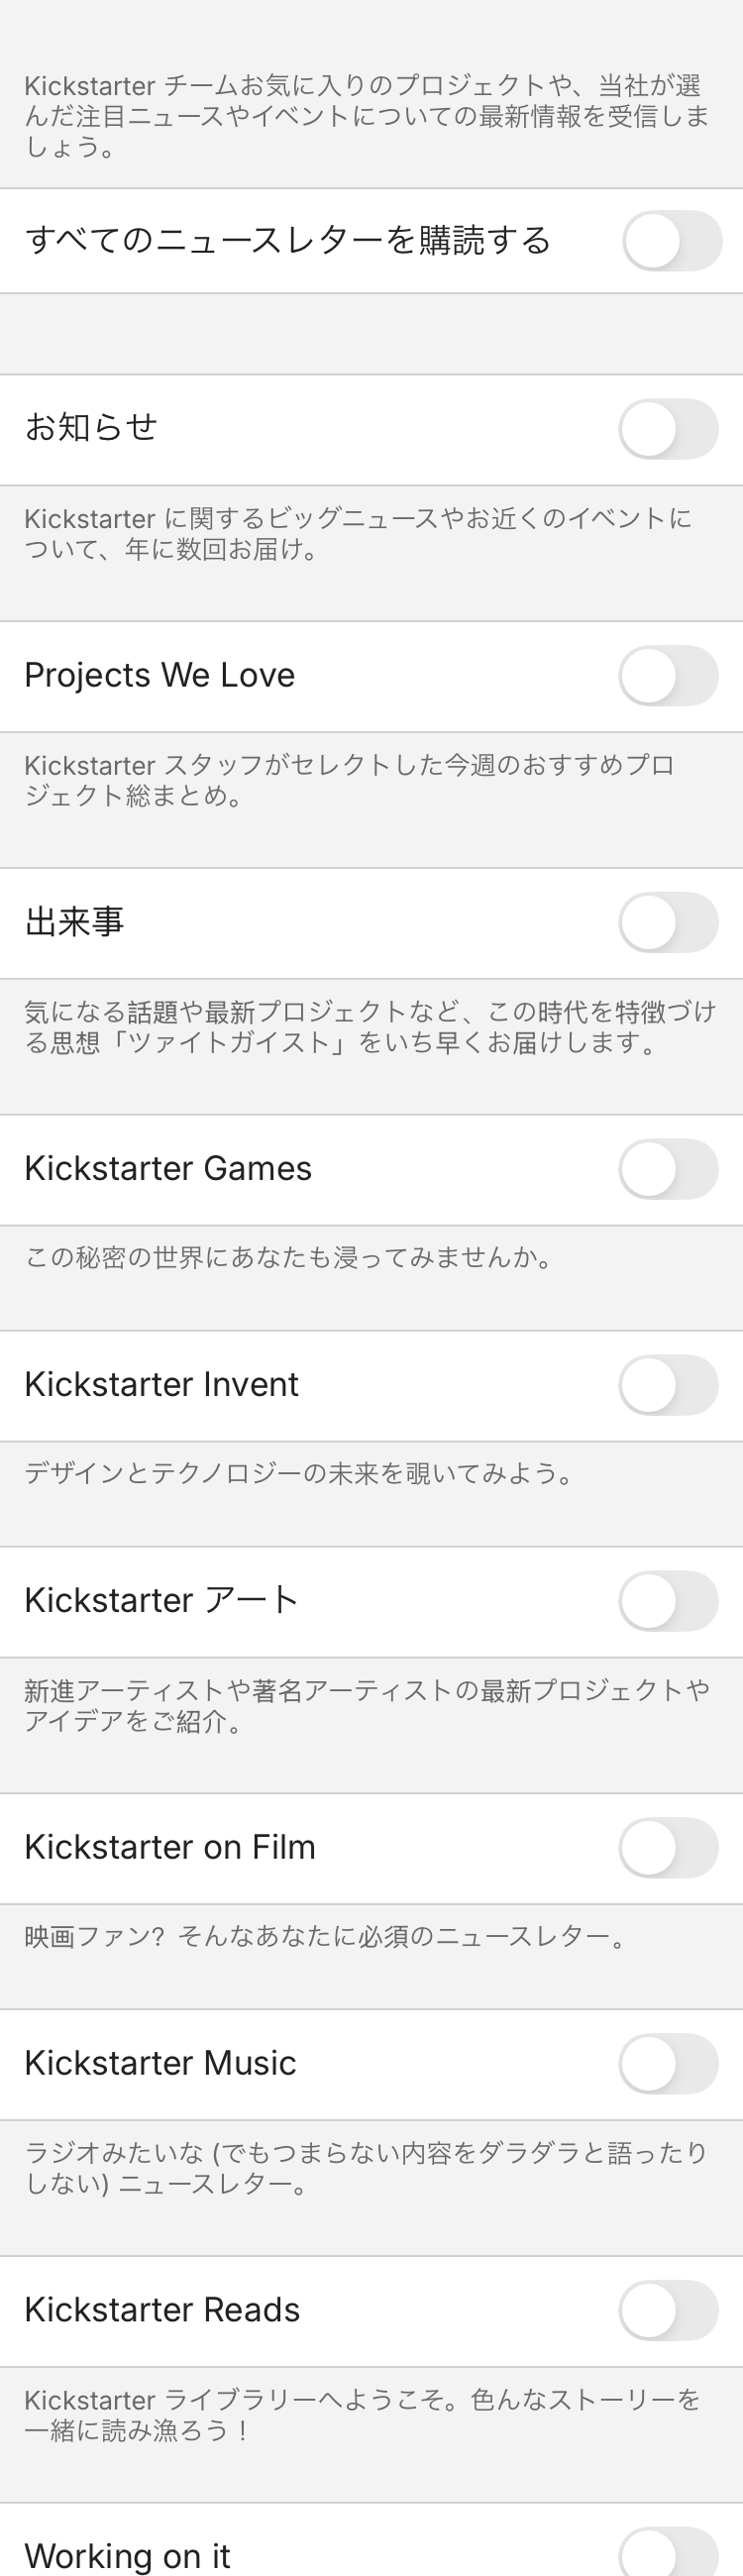 Kickstarter チームお気に入りのプロジェクトや、当社が選
んだ注目ニュースやイベントについての最新情報を受信しま
しょう。
すべてのニュースレターを購読する
お知らせ
Kickstarter に関するビッグニュースやお近くのイベントに
ついて、年に数回お届け。
Projects We Love
Kickstarter スタッフがセレクトした今週のおすすめプロ
ジェクト総まとめ。
出来事
気になる話題や最新プロジェクトなど、この時代を特徴づけ
る思想「ツァイトガイスト」をいち早くお届けします。
Kickstarter Games
この秘密の世界にあなたも浸ってみませんか。
Kickstarter Invent
デザインとテクノロジーの未来を覗いてみよう。
Kickstarter アート
新進アーティストや著名アーティストの最新プロジェクトや
アイデアをご紹介。
Kickstarter on Film
映画ファン? そんなあなたに必須のニュースレター。
Kickstarter Music
ラジオみたいな (でもつまらない内容をダラダラと語ったり
しない) ニュースレター。
Kickstarter Reads
Kickstarter ライブラリーへようこそ。色んなストーリーを
一緒に読み漁ろう！
Working on it